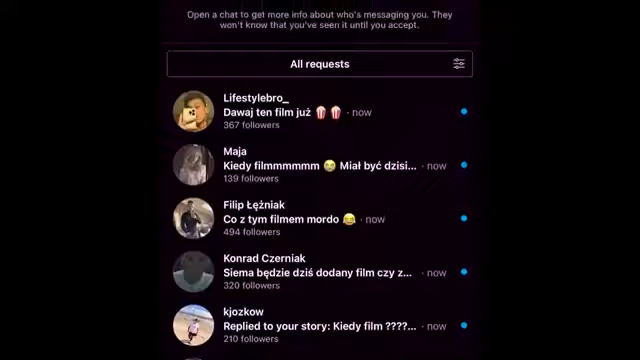 Open a chat to get more info about who's messaging you. They
won't know that you've seen it until you accept.
All requests
Lifestylebro_
Dawaj ten film już 🍿🍿 · now
367 followers
Maja
Kiedy filmmmmmm 😭 Miał być dzisi... · now
139 followers
Filip Łężniak
Co z tym filmem mordo 😂 · now
494 followers
Konrad Czerniak
Siema będzie dziś dodany film czy z... · now
320 followers
kjozkow
Replied to your story: Kiedy film ????... · now
210 followers